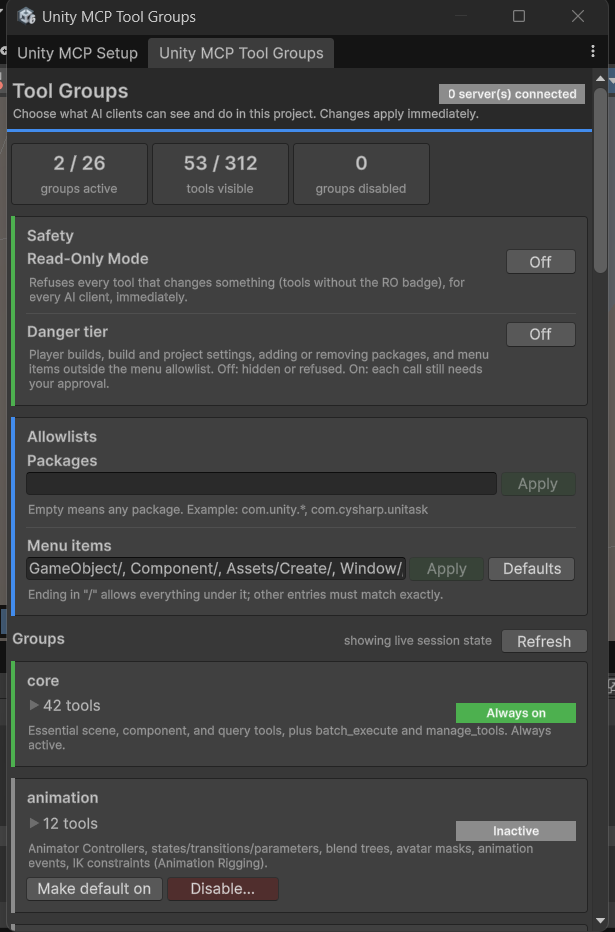 Unity MCP Tool Groups
Unity MCP Setup
Unity MCP Tool Groups
Tool Groups
0 server(s) connected
Choose what AI clients can see and do in this project. Changes apply immediately.
2 / 26
groups active
53 / 312
tools visible
0
groups disabled
Safety
Read-Only Mode
Off
Refuses every tool that changes something (tools without the RO badge), for
every AI client, immediately.
Danger tier
Off
Player builds, build and project settings, adding or removing packages, and menu
items outside the menu allowlist. Off: hidden or refused. On: each call still needs
your approval.
Allowlists
Packages
Apply
Empty means any package. Example: com.unity.*, com.cysharp.unitask
Menu items
GameObject/, Component/, Assets/Create/, Window/,
Apply
Defaults
Ending in "/" allows everything under it; other entries must match exactly.
Groups
showing live session state
Refresh
core
42 tools
Always on
Essential scene, component, and query tools, plus batch_execute and manage_tools. Always
active.
animation
12 tools
Inactive
Animator Controllers, states/transitions/parameters, blend trees, avatar masks, animation
events, IK constraints (Animation Rigging).
Make default on
Disable...